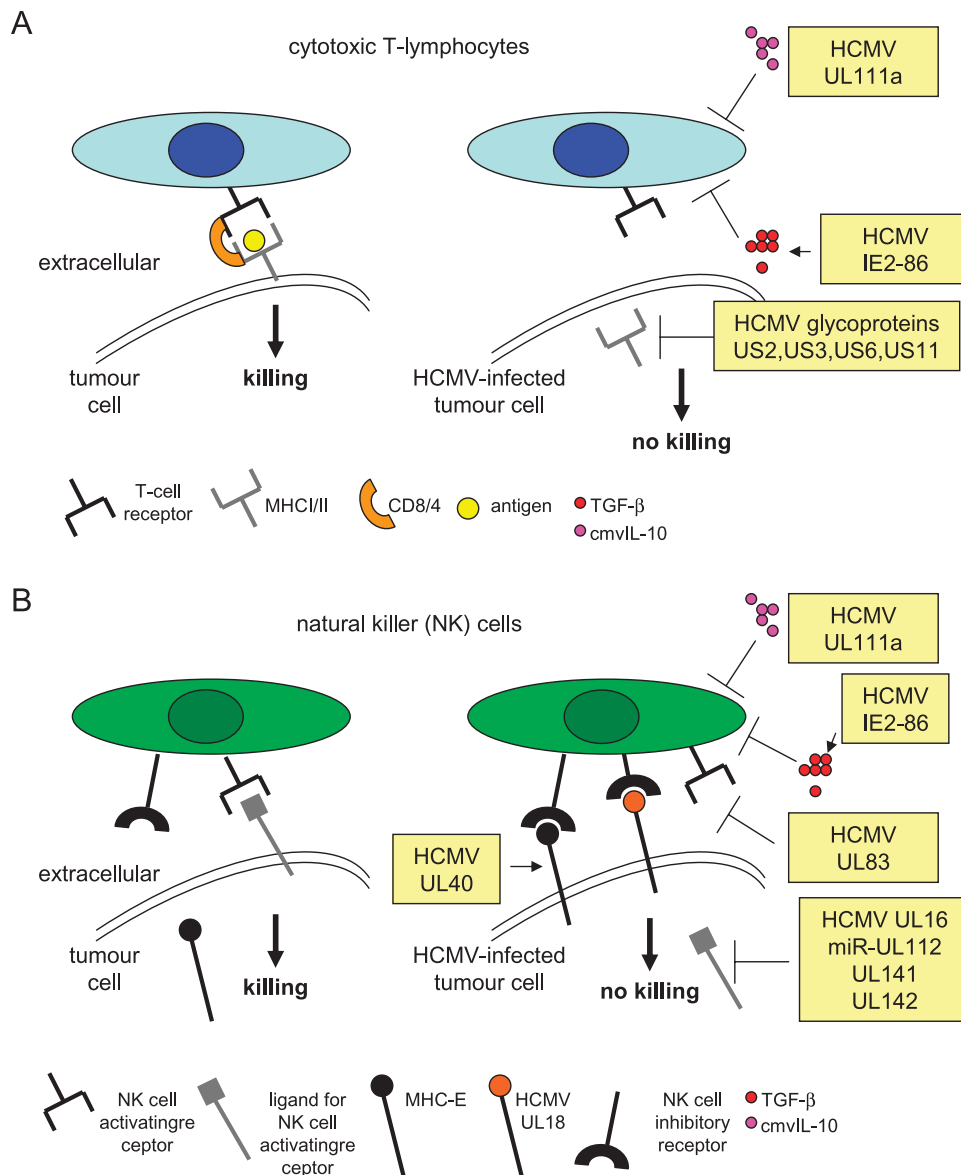 A
cytotoxic T-lymphocytes
HCMV
UL111a
extracellular
HCMV
IE2-86
HCMV glycoproteins
US2,US3,US6,US11
tumour
cell
killing
HCMV-infected
tumour cell
no killing
T-cell
receptor
MHCI/II
CD8/4
antigen
TGF-β
cmvIL-10
B
natural killer (NK) cells
HCMV
UL111a
HCMV
IE2-86
HCMV
UL40
HCMV
UL83
extracellular
tumour
cell
killing
HCMV-infected
tumour cell
no killing
HCMV UL16
miR-UL112
UL141
UL142
NK cell
activatingre
ceptor
ligand for
NK cell
activatingre
ceptor
MHC-E
HCMV
UL18
NK cell
inhibitory
receptor
TGF-β
cmvIL-10